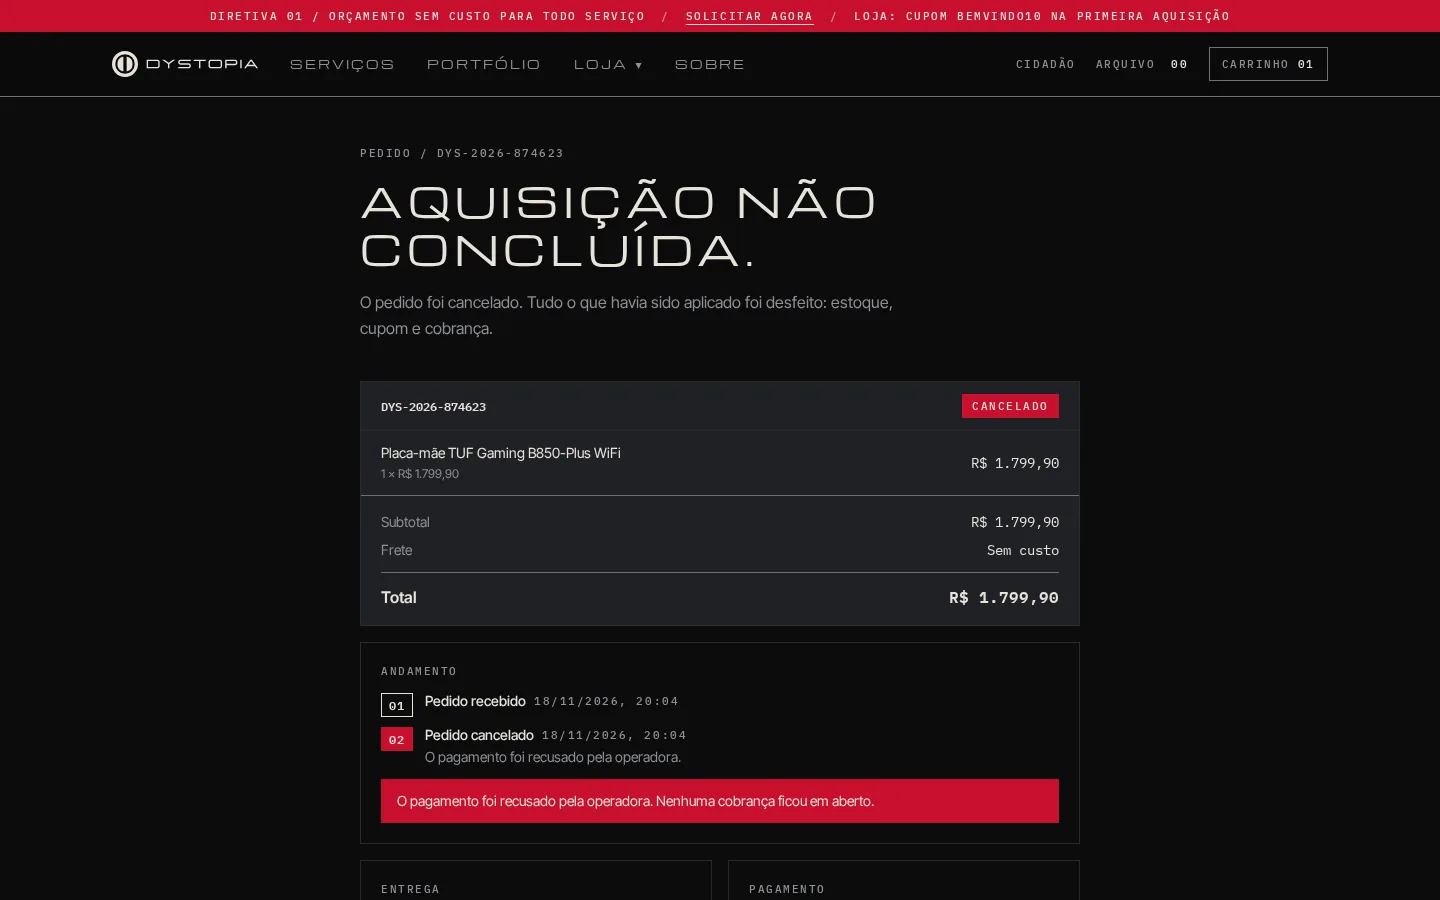 DIRETIVA 01 / ORÇAMENTO SEM CUSTO PARA TODO SERVIÇO / SOLICITAR AGORA / LOJA: CUPOM BEMVINDO10 NA PRIMEIRA AQUISIÇÃO
DYSTOPIA SERVIÇOS PORTFÓLIO LOJA ▾ SOBRE CIDADÃO ARQUIVO 00 CARRINHO 01
PEDIDO / DYS-2026-874623
AQUISIÇÃO NÃO
CONCLUÍDA.
O pedido foi cancelado. Tudo o que havia sido aplicado foi desfeito: estoque,
cupom e cobrança.
DYS-2026-874623 CANCELADO
Placa-mãe TUF Gaming B850-Plus WiFi R$ 1.799,90
1 × R$ 1.799,90
Subtotal R$ 1.799,90
Frete Sem custo
Total R$ 1.799,90
ANDAMENTO
01 Pedido recebido 18/11/2026, 20:04
02 Pedido cancelado 18/11/2026, 20:04
O pagamento foi recusado pela operadora.
O pagamento foi recusado pela operadora. Nenhuma cobrança ficou em aberto.
ENTREGA PAGAMENTO